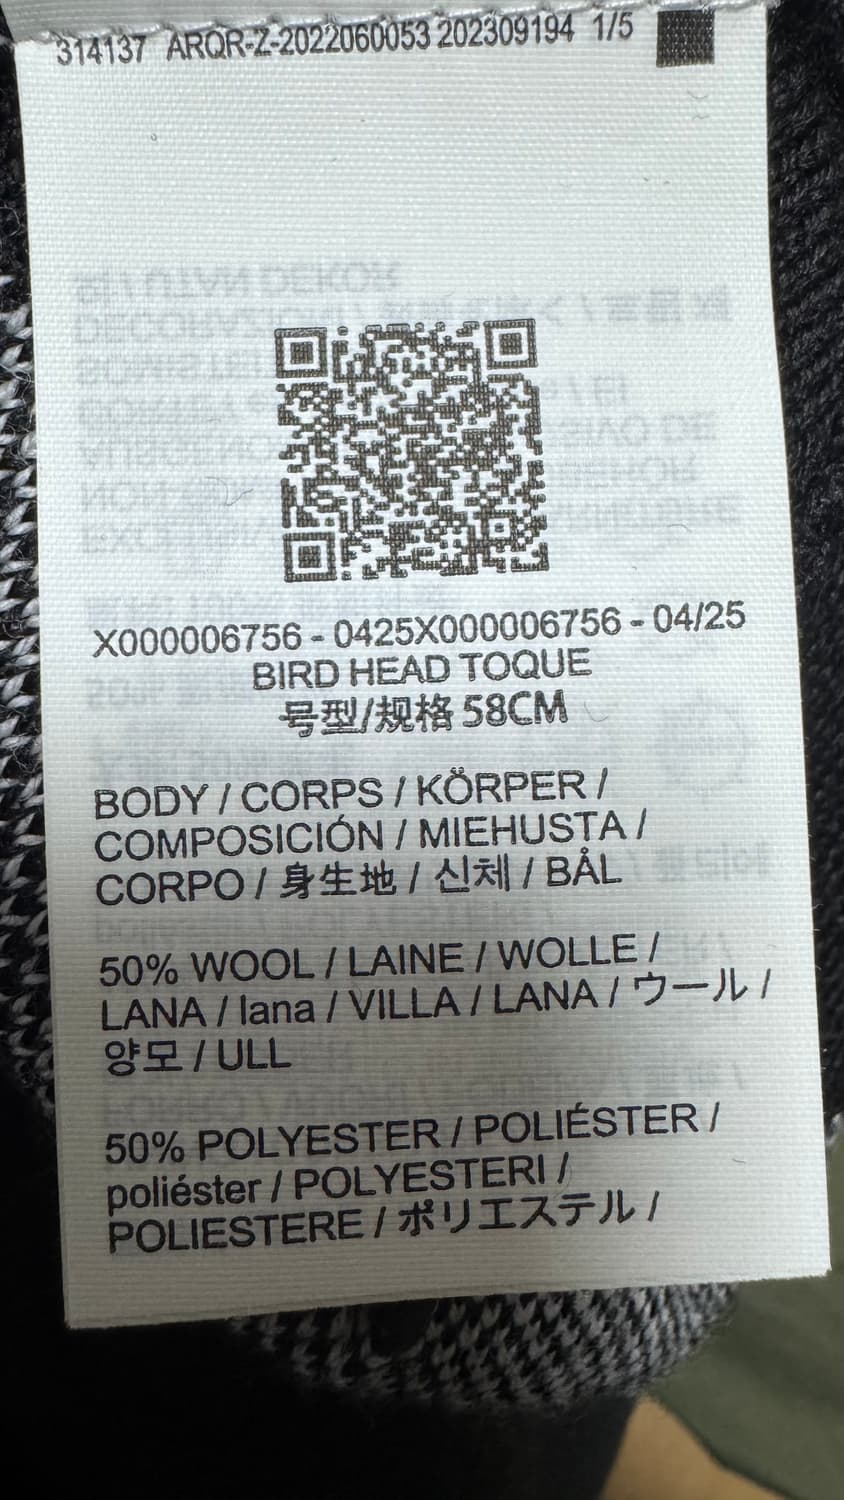 314137 ARQR-Z-2022060053 202309194 1/5
X000006756 - 0425X000006756 - 04/25
BIRD HEAD TOQUE
号型/规格 58CM
BODY / CORPS / KÖRPER /
COMPOSICIÓN / MIEHUSTA /
CORPO / 身生地 / 신체 / BÅL
50% WOOL / LAINE / WOLLE /
LANA / lana / VILLA / LANA / ウール /
양모 / ULL
50% POLYESTER / POLIÉSTER /
poliéster / POLYESTERI /
POLIESTERE / ポリエステル /